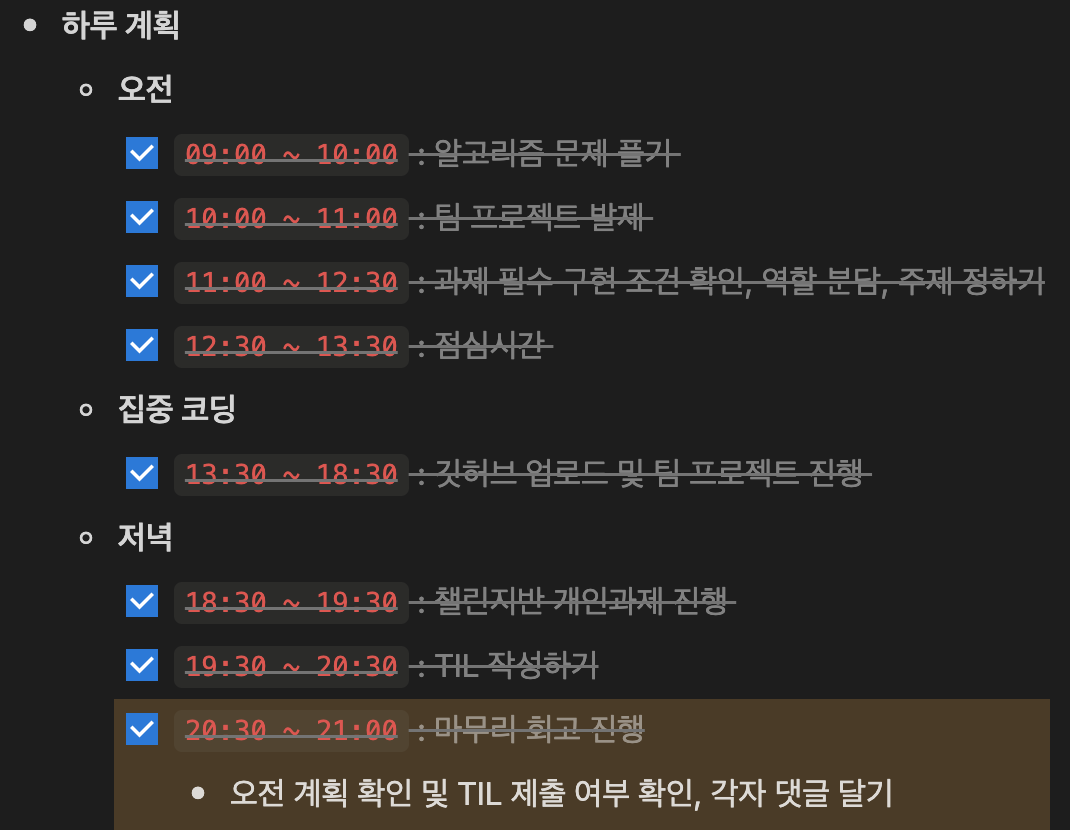 하루 계획
오전
09:00 ~ 10:00 : 알고리즘 문제 풀기
10:00 ~ 11:00 : 팀 프로젝트 발제
11:00 ~ 12:30 : 과제 필수 구현 조건 확인, 역할 분담, 주제 정하기
12:30 ~ 13:30 : 점심시간
집중 코딩
13:30 ~ 18:30 : 깃허브 업로드 및 팀 프로젝트 진행
저녁
18:30 ~ 19:30 : 챌린지반 개인과제 진행
19:30 ~ 20:30 : TIL 작성하기
20:30 ~ 21:00 : 마무리 회고 진행
오전 계획 확인 및 TIL 제출 여부 확인, 각자 댓글 달기